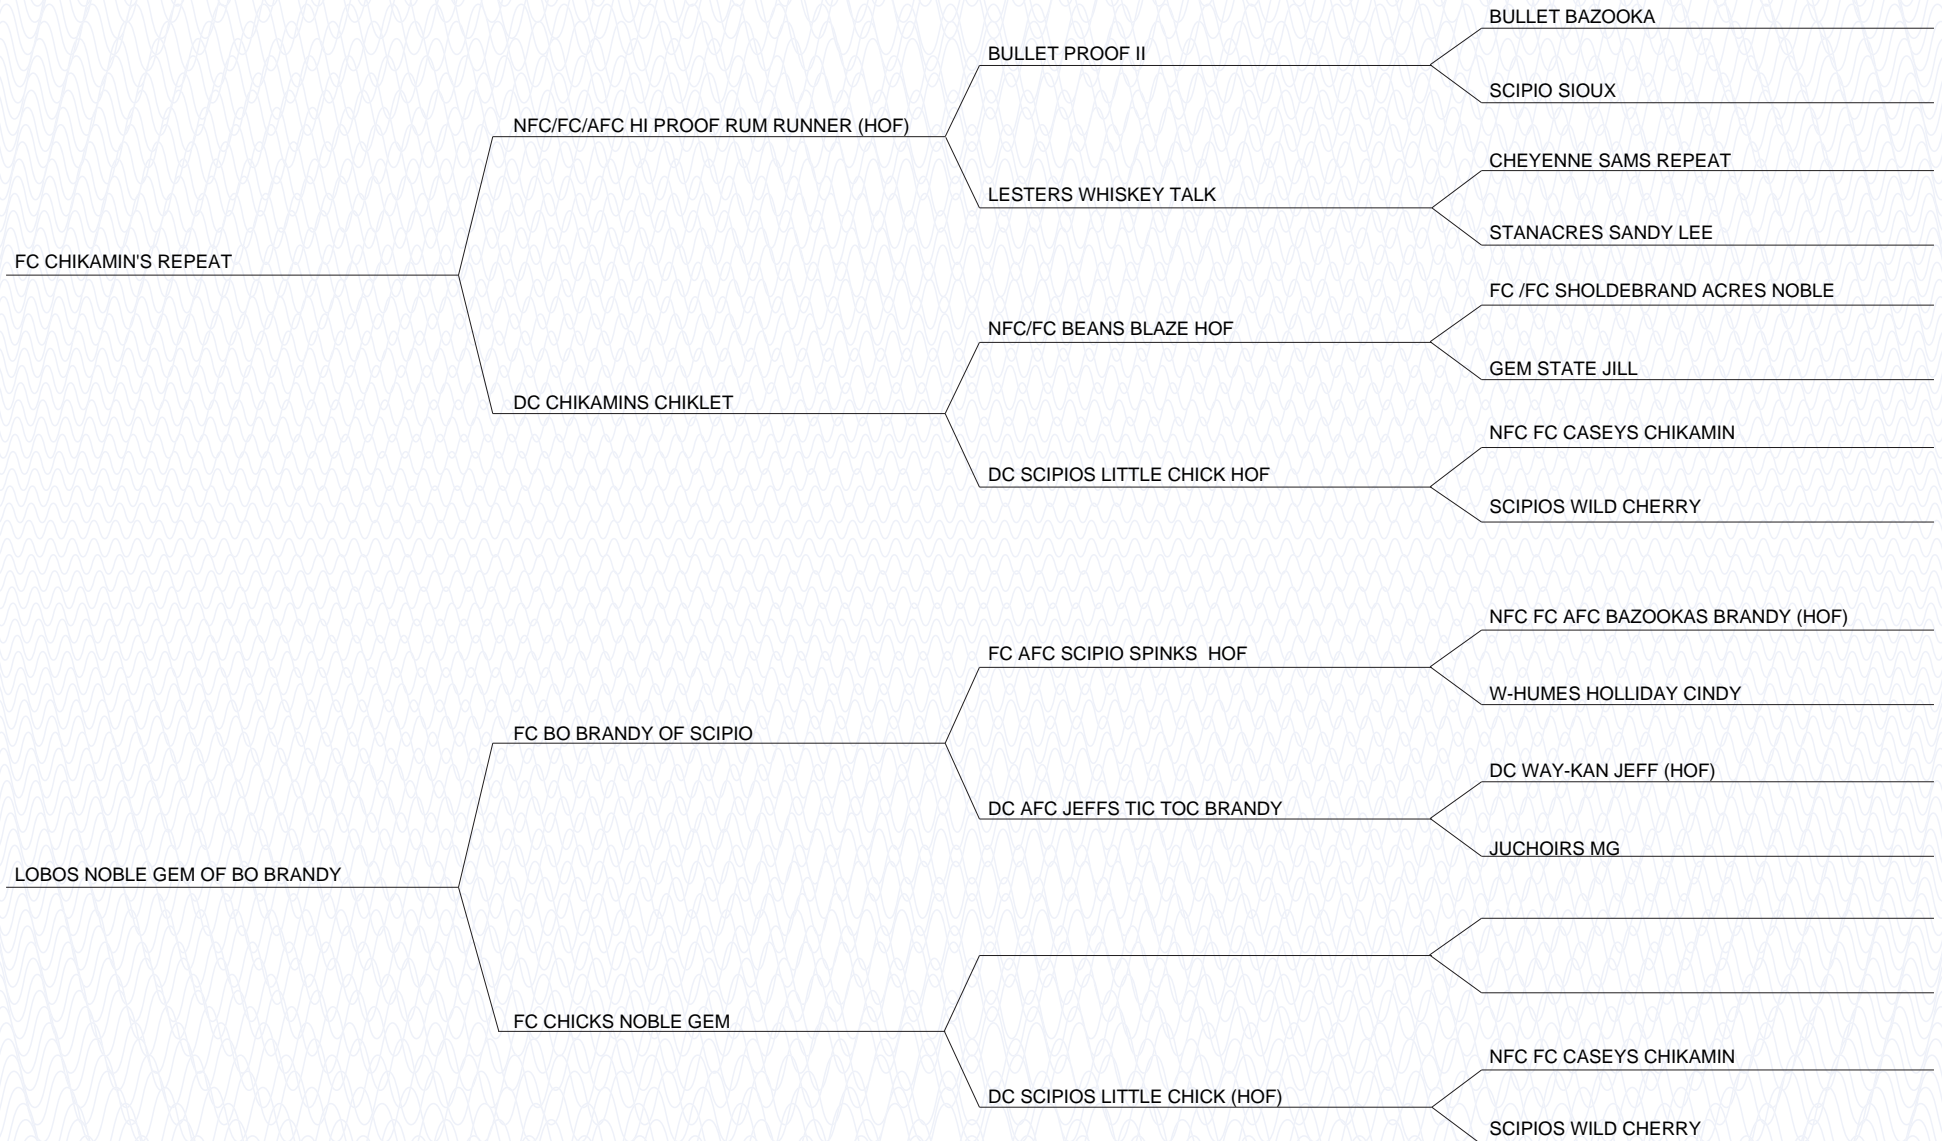 BULLET BAZOOKA
BULLET PROOF II
SCIPIO SIOUX
NFC/FC/AFC HI PROOF RUM RUNNER (HOF)
CHEYENNE SAMS REPEAT
LESTERS WHISKEY TALK
STANACRES SANDY LEE
FC CHIKAMIN'S REPEAT
FC /FC SHOLDEBRAND ACRES NOBLE
NFC/FC BEANS BLAZE HOF
GEM STATE JILL
DC CHIKAMINS CHIKLET
NFC FC CASEYS CHIKAMIN
DC SCIPIOS LITTLE CHICK HOF
SCIPIOS WILD CHERRY
NFC FC AFC BAZOOKAS BRANDY (HOF)
FC AFC SCIPIO SPINKS  HOF
W-HUMES HOLLIDAY CINDY
FC BO BRANDY OF SCIPIO
DC WAY-KAN JEFF (HOF)
DC AFC JEFFS TIC TOC BRANDY
JUCHOIRS MG
LOBOS NOBLE GEM OF BO BRANDY
FC CHICKS NOBLE GEM
NFC FC CASEYS CHIKAMIN
DC SCIPIOS LITTLE CHICK (HOF)
SCIPIOS WILD CHERRY